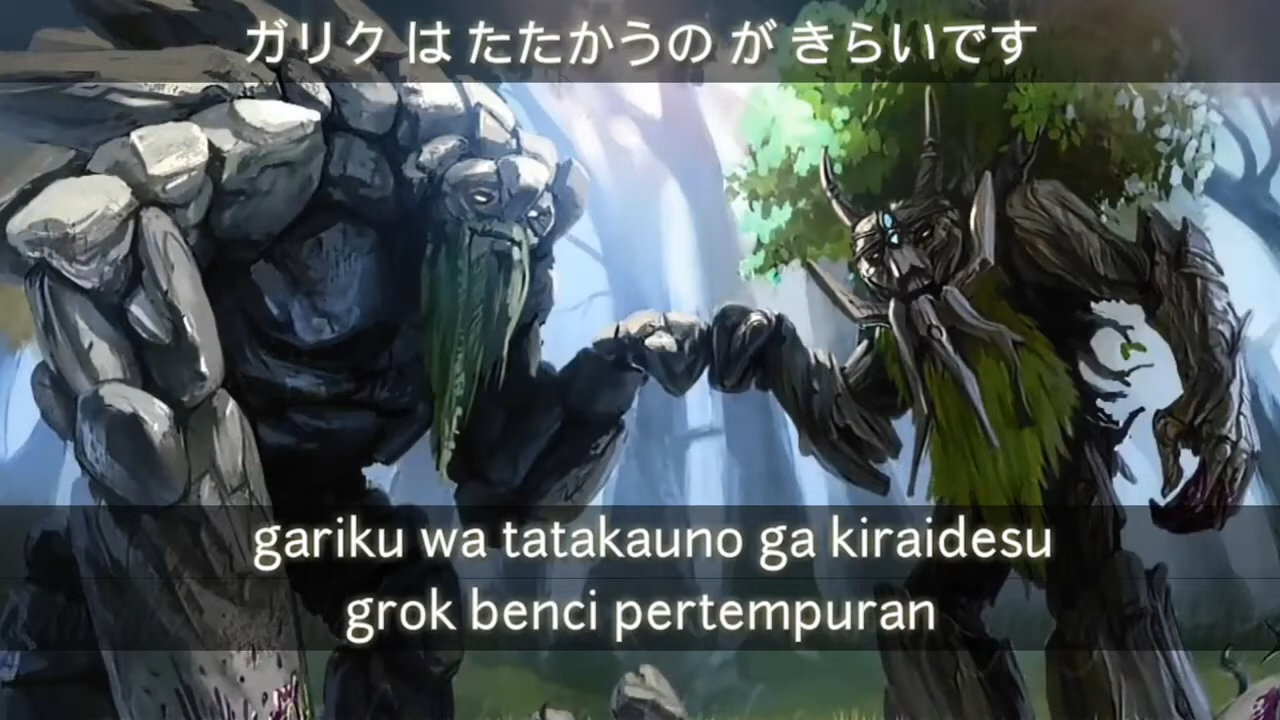 ガリク は たたかうの が きらいです
gariku wa tatakauno ga kiraidesu
grok benci pertempuran